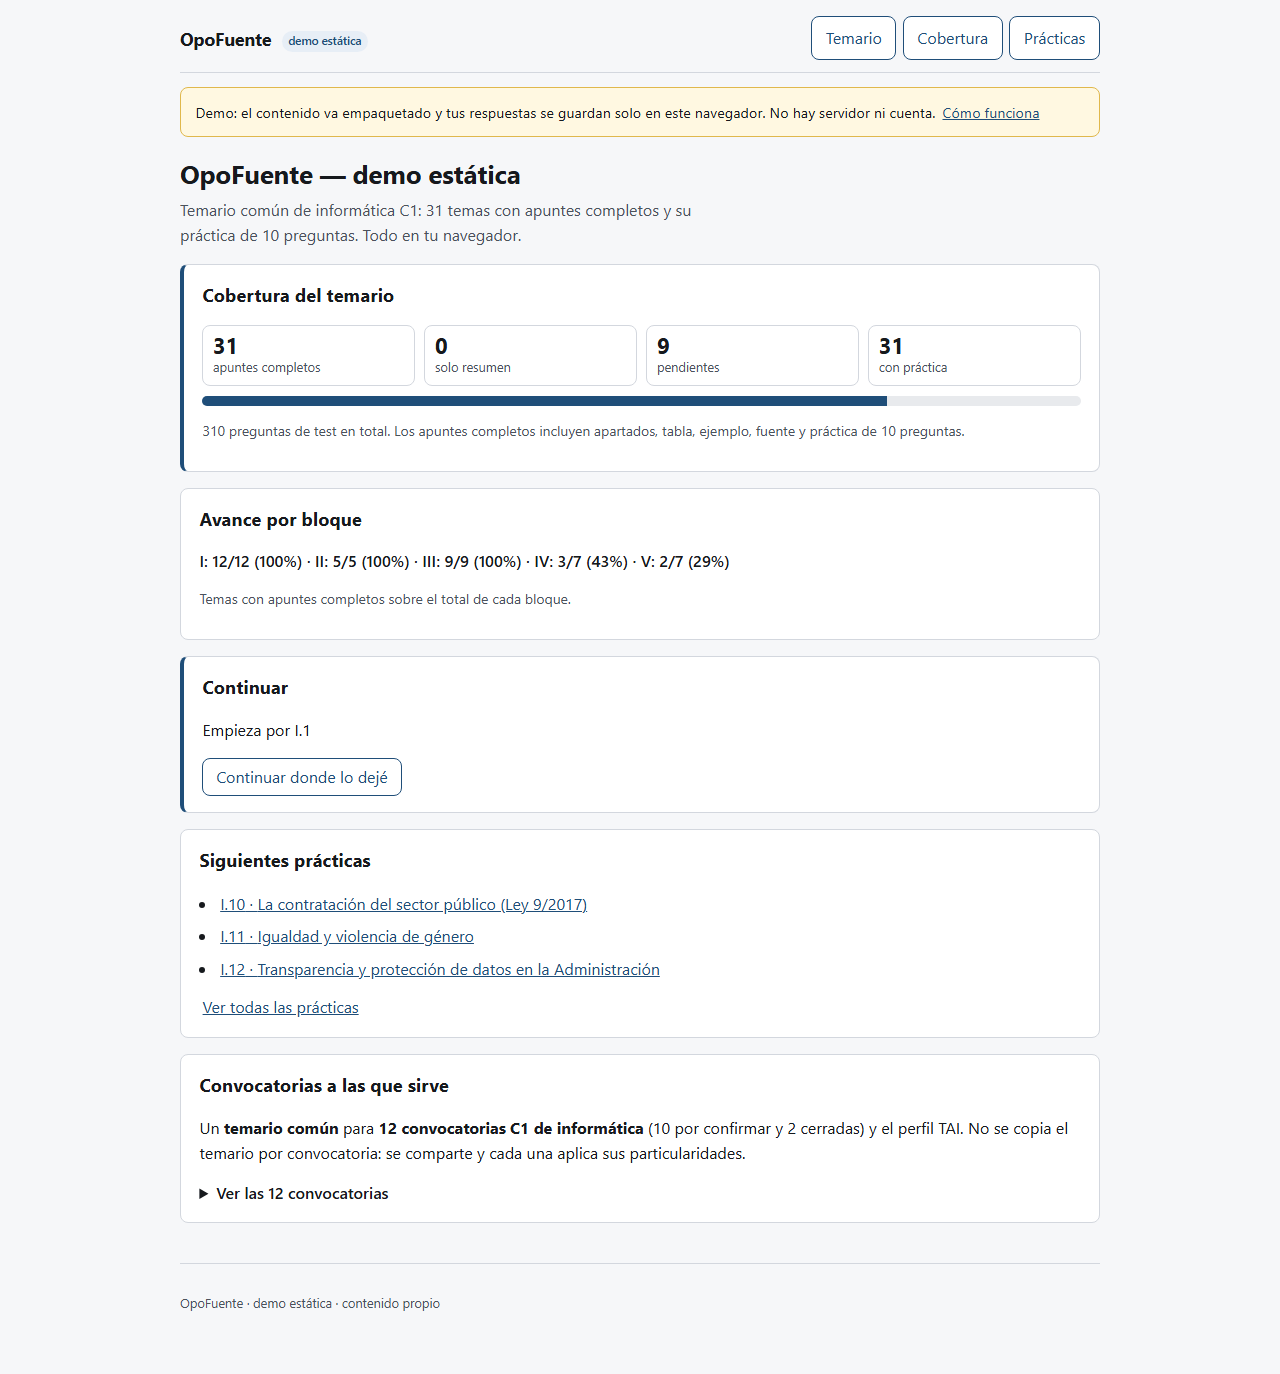 OpoFuente demo estática
Temario Cobertura Prácticas
Demo: el contenido va empaquetado y tus respuestas se guardan solo en este navegador. No hay servidor ni cuenta. Cómo funciona
OpoFuente — demo estática
Temario común de informática C1: 31 temas con apuntes completos y su
práctica de 10 preguntas. Todo en tu navegador.
Cobertura del temario
31
apuntes completos
0
solo resumen
9
pendientes
31
con práctica
310 preguntas de test en total. Los apuntes completos incluyen apartados, tabla, ejemplo, fuente y práctica de 10 preguntas.
Avance por bloque
I: 12/12 (100%) · II: 5/5 (100%) · III: 9/9 (100%) · IV: 3/7 (43%) · V: 2/7 (29%)
Temas con apuntes completos sobre el total de cada bloque.
Continuar
Empieza por I.1
Continuar donde lo dejé
Siguientes prácticas
• I.10 · La contratación del sector público (Ley 9/2017)
• I.11 · Igualdad y violencia de género
• I.12 · Transparencia y protección de datos en la Administración
Ver todas las prácticas
Convocatorias a las que sirve
Un temario común para 12 convocatorias C1 de informática (10 por confirmar y 2 cerradas) y el perfil TAI. No se copia el
temario por convocatoria: se comparte y cada una aplica sus particularidades.
▶ Ver las 12 convocatorias
OpoFuente · demo estática · contenido propio